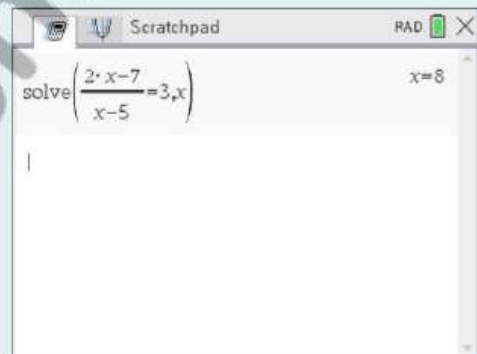 Scratchpad RAD
solve((2·x−7)/(x−5)=3,x) x=8